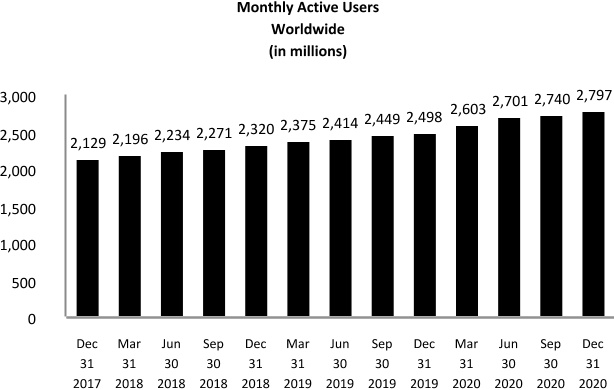 Monthly Active Users
Worldwide
(in millions)
3,000
2,500
2,000
1,500
1,000
500
0
2,129 2,196 2,234 2,271 2,320 2,375 2,414 2,449 2,498 2,603 2,701 2,740 2,797
Dec Mar Jun Sep Dec Mar Jun Sep Dec Mar Jun Sep Dec
31 31 30 30 31 31 30 30 31 31 30 30 31
2017 2018 2018 2018 2018 2019 2019 2019 2019 2020 2020 2020 2020